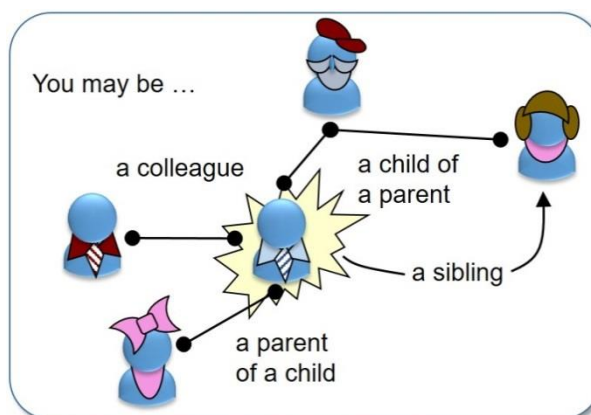 You may be …
a colleague
a child of
a parent
a sibling
a parent
of a child